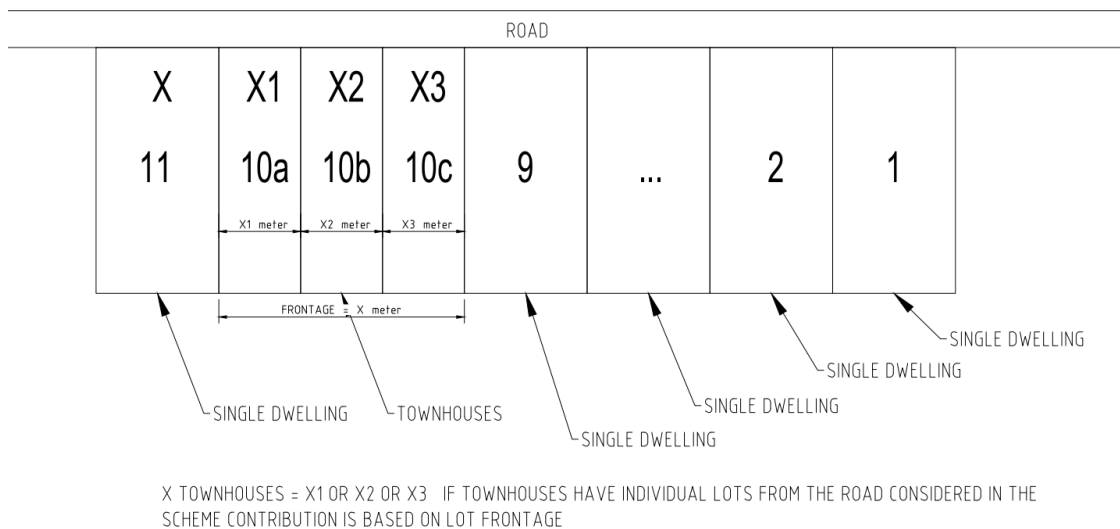 ROAD
X X1 X2 X3
11 10a 10b 10c 9 ... 2 1
X1 meter X2 meter X3 meter
FRONTAGE = X meter
SINGLE DWELLING
SINGLE DWELLING
SINGLE DWELLING
SINGLE DWELLING TOWNHOUSES
SINGLE DWELLING
X TOWNHOUSES = X1 OR X2 OR X3 IF TOWNHOUSES HAVE INDIVIDUAL LOTS FROM THE ROAD CONSIDERED IN THE
SCHEME CONTRIBUTION IS BASED ON LOT FRONTAGE